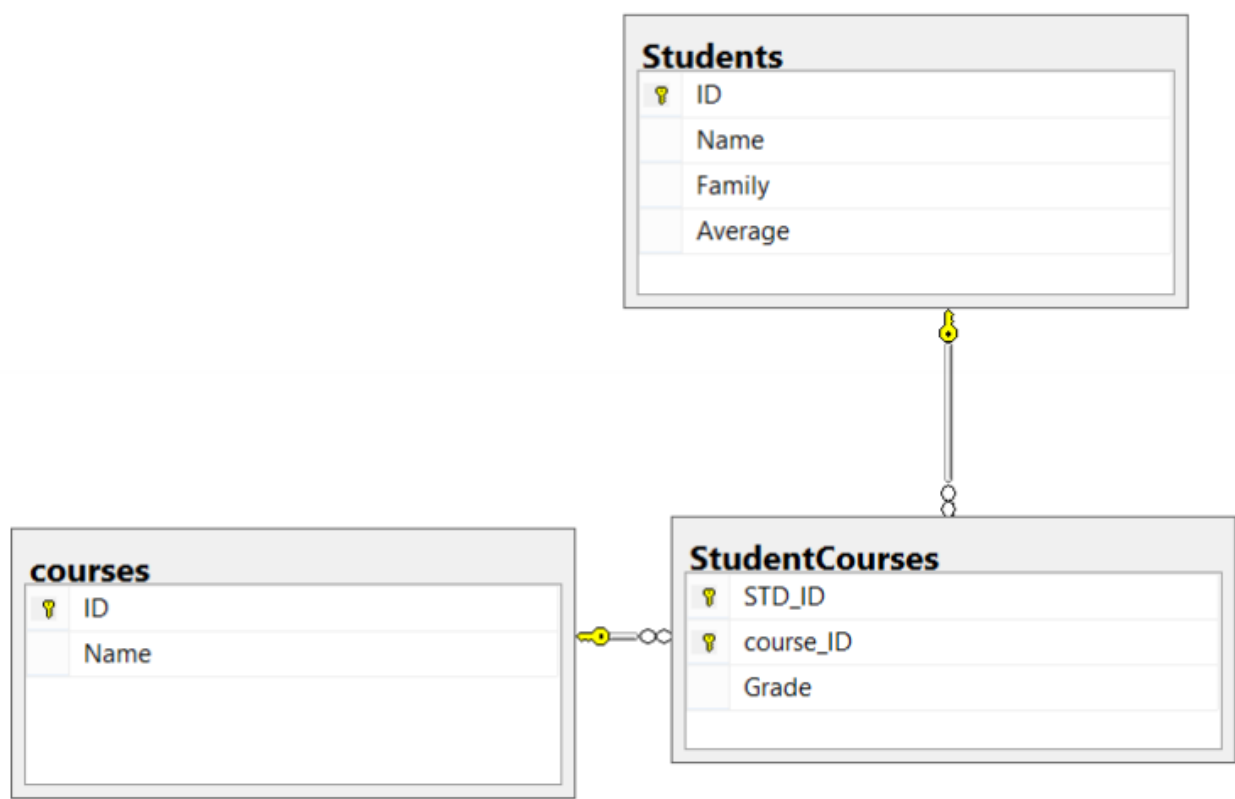 Students
ID
Name
Family
Average
courses
ID
Name
StudentCourses
STD_ID
course_ID
Grade